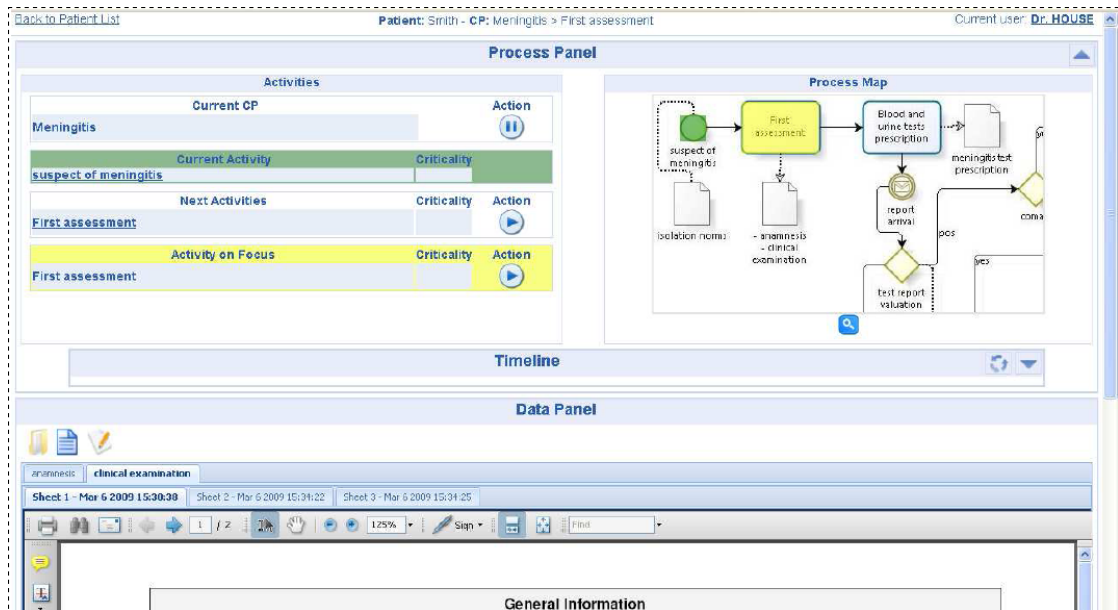 Back to Patient List
Patient: Smith - CP: Meningitis > First assessment
Current user: Dr. HOUSE
Process Panel
Activities
Current CP Action
Meningitis
Current Activity Criticality
suspect of meningitis
Next Activities Criticality Action
First assessment
Activity on Focus Criticality Action
First assessment
Process Map
First
assessment
Blood and
urine tests
prescription
suspect of
meningitis
meningitis test
prescription
isolation norms
- anamnesis
- clinical
examination
report
arrival
coma
pos
yes
test report
valuation
Timeline
Data Panel
anamnesis clinical examination
Sheet 1 - Mar 6 2009 15:30:38 Sheet 2 - Mar 6 2009 15:34:22 Sheet 3 - Mar 6 2009 15:34:25
1 / 2 125% Sign Find
General Information